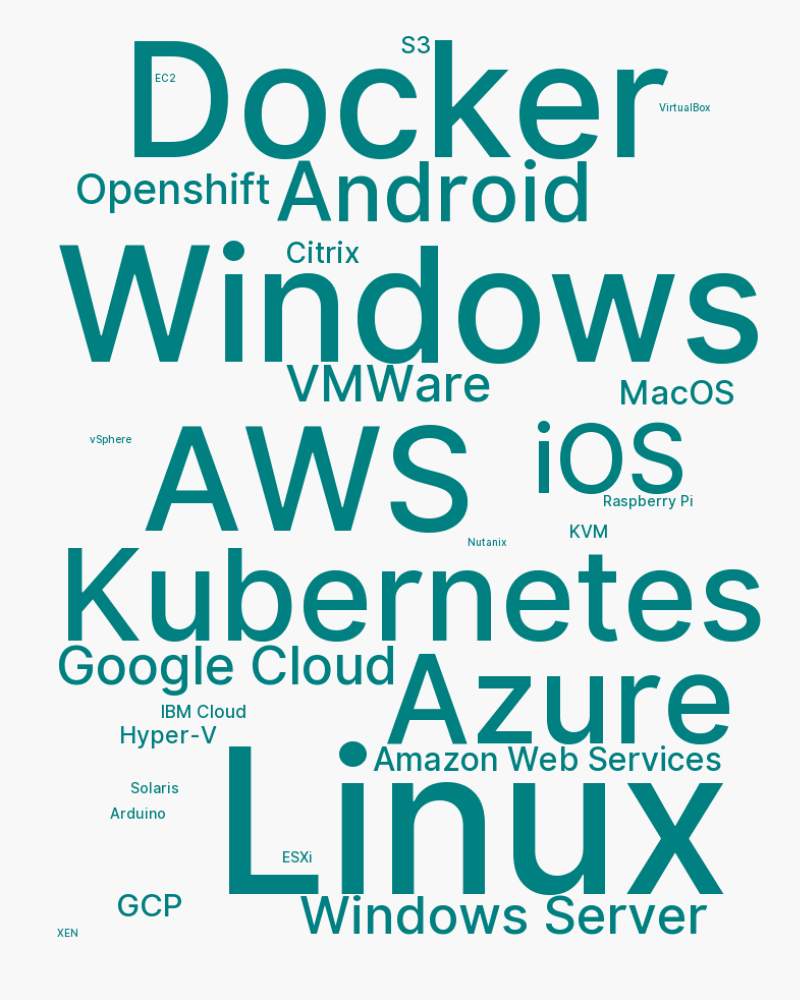 S3
Docker
EC2
VirtualBox
Openshift
Android
Citrix
Windows
VMWare
MacOS
iOS
vSphere
AWS
Raspberry Pi
KVM
Nutanix
Kubernetes
Google Cloud
Azure
IBM Cloud
Hyper-V
Amazon Web Services
Linux
Solaris
Arduino
ESXi
GCP
Windows Server
XEN